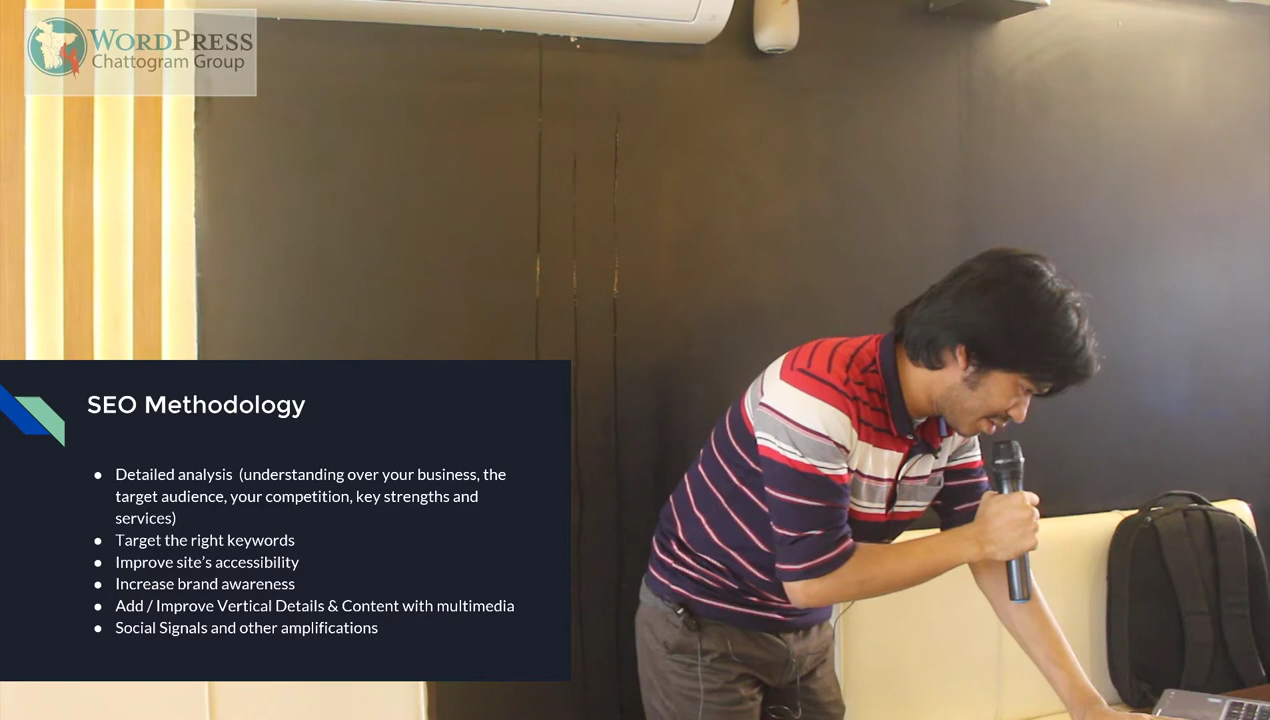 WORDPRESS
Chattogram Group
SEO Methodology
● Detailed analysis (understanding over your business, the
target audience, your competition, key strengths and
services)
● Target the right keywords
● Improve site's accessibility
● Increase brand awareness
● Add / Improve Vertical Details & Content with multimedia
● Social Signals and other amplifications